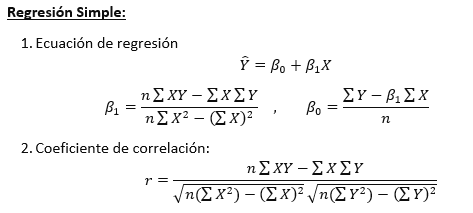 Regresión Simple:
1. Ecuación de regresión
Ŷ = β₀ + β₁X
β₁ = (n ∑ XY − ∑ X ∑ Y) / (n ∑ X² − (∑ X)²) , β₀ = (∑ Y − β₁ ∑ X) / n
2. Coeficiente de correlación:
r = (n ∑ XY − ∑ X ∑ Y) / (√(n(∑ X²) − (∑ X)²) √(n(∑ Y²) − (∑ Y)²))